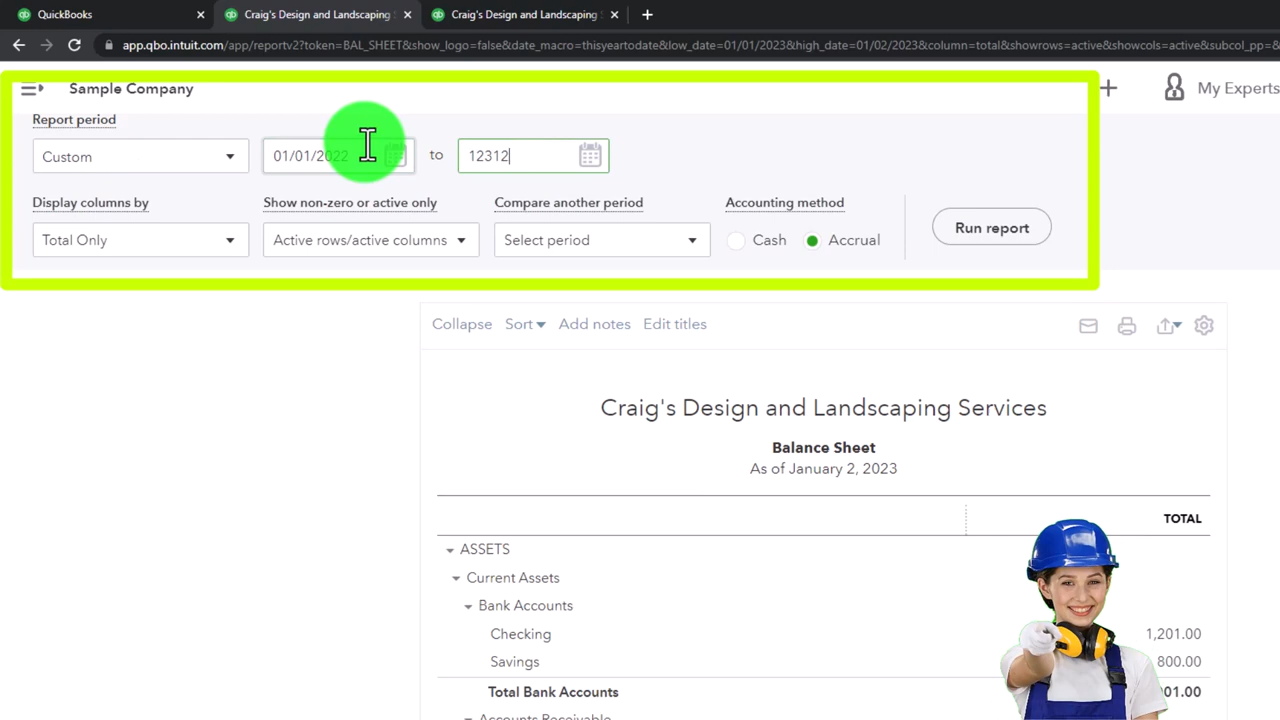 QuickBooks
Craig's Design and Landscaping
Craig's Design and Landscaping
app.qbo.intuit.com/app/reportv2?token=BAL_SHEET&show_logo=false&date_macro=thisyeartodate&low_date=01/01/2023&high_date=01/02/2023&column=total&showrows=active&showcols=active&subcol_pp=&
Sample Company
My Experts
Report period
Custom
01/01/2022
to
12312
Display columns by
Show non-zero or active only
Compare another period
Accounting method
Total Only
Active rows/active columns
Select period
Cash
Accrual
Run report
Collapse
Sort
Add notes
Edit titles
Craig's Design and Landscaping Services
Balance Sheet
As of January 2, 2023
TOTAL
ASSETS
Current Assets
Bank Accounts
Checking
1,201.00
Savings
800.00
Total Bank Accounts
01.00
Accounts Receivable